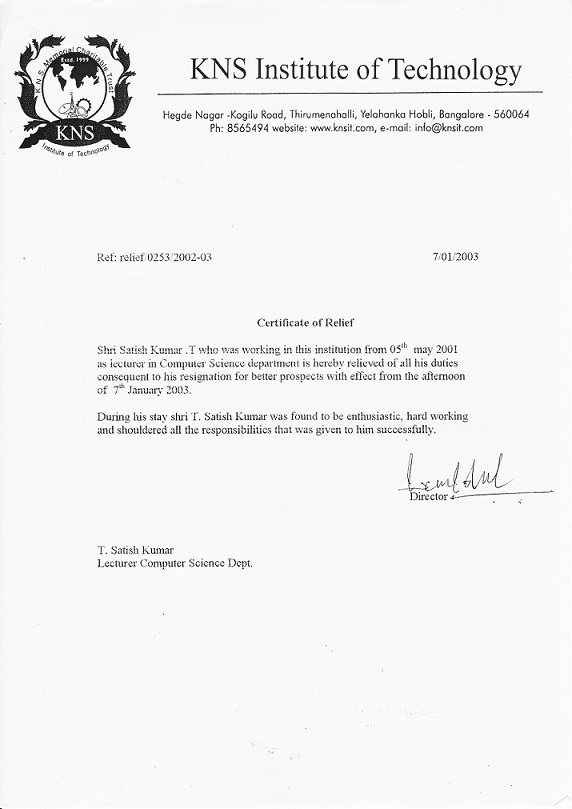 K.N.S. Memorial Charitable Trust
Estd. 1999
KNS
Institute of Technology
KNS Institute of Technology
Hegde Nagar -Kogilu Road, Thirumenahalli, Yelahanka Hobli, Bangalore - 560064
Ph: 8565494 website: www.knsit.com, e-mail: info@knsit.com
Ref: relief/0253/2002-03
7/01/2003
Certificate of Relief
Shri Satish Kumar .T who was working in this institution from 05th may 2001
as lecturer in Computer Science department is hereby relieved of all his duties
consequent to his resignation for better prospects with effect from the afternoon
of 7th January 2003.
During his stay shri T. Satish Kumar was found to be enthusiastic, hard working
and shouldered all the responsibilities that was given to him successfully.
Director
T. Satish Kumar
Lecturer Computer Science Dept.